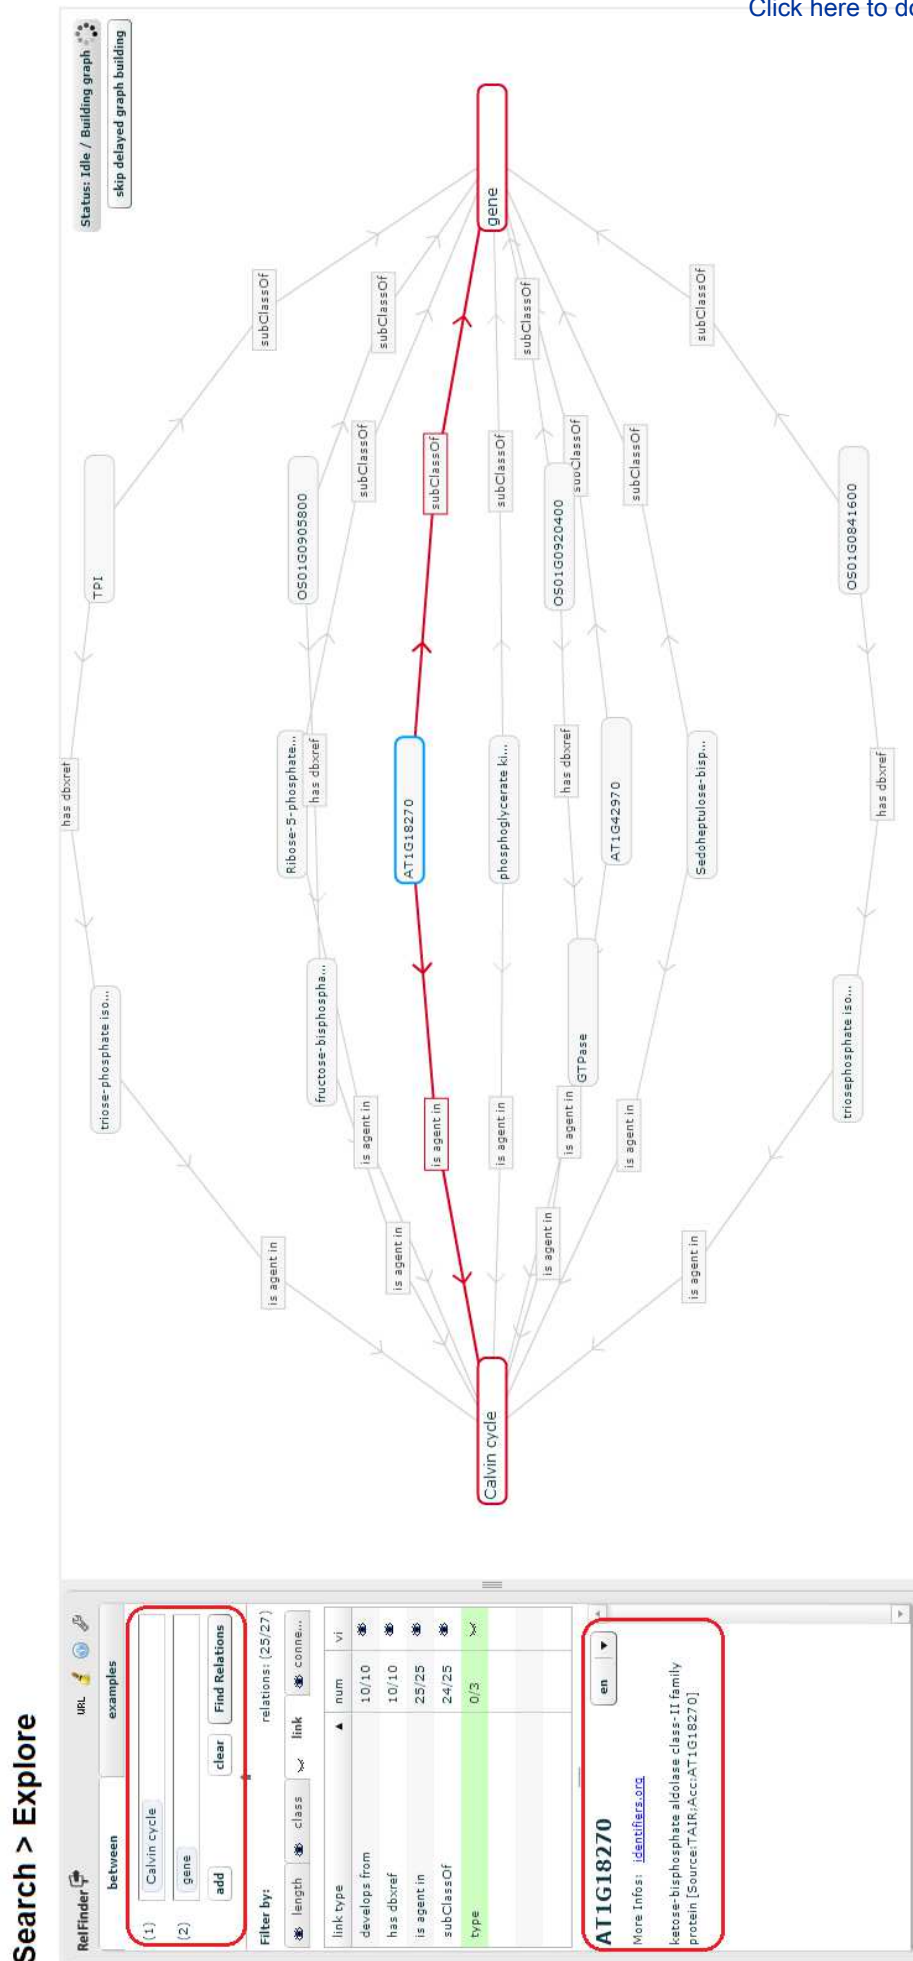 Click here to do
Search > Explore
RelFinder
URL
between
examples
(1)
Calvin cycle
(2)
gene
add
clear
Find Relations
Filter by:
relations: (25/27)
length
class
link
conne...
link type
num
vi
develops from
10/10
has dbxref
10/10
is agent in
25/25
subClassOf
24/25
type
0/3
AT1G18270
en
More Infos: identifiers.org
ketose-bisphosphate aldolase class-II family
protein [Source:TAIR;Acc:AT1G18270]
Status: Idle / Building graph
skip delayed graph building
has dbxref
triose-phosphate iso...
TPI
subClassOf
is agent in
Ribose-5-phosphate...
has dbxref
OS01G0905800
fructose-bisphospha...
subClassOf
subClassOf
is agent in
is agent in
AT1G18270
subClassOf
is agent in
Calvin cycle
gene
phosphoglycerate ki...
subClassOf
is agent in
subClassOf
OS01G0920400
has dbxref
subClassOf
GTPase
is agent in
is agent in
AT1G42970
subClassOf
is agent in
Sedoheptulose-bisp...
subClassOf
is agent in
OS01G0841600
triosephosphate iso...
has dbxref